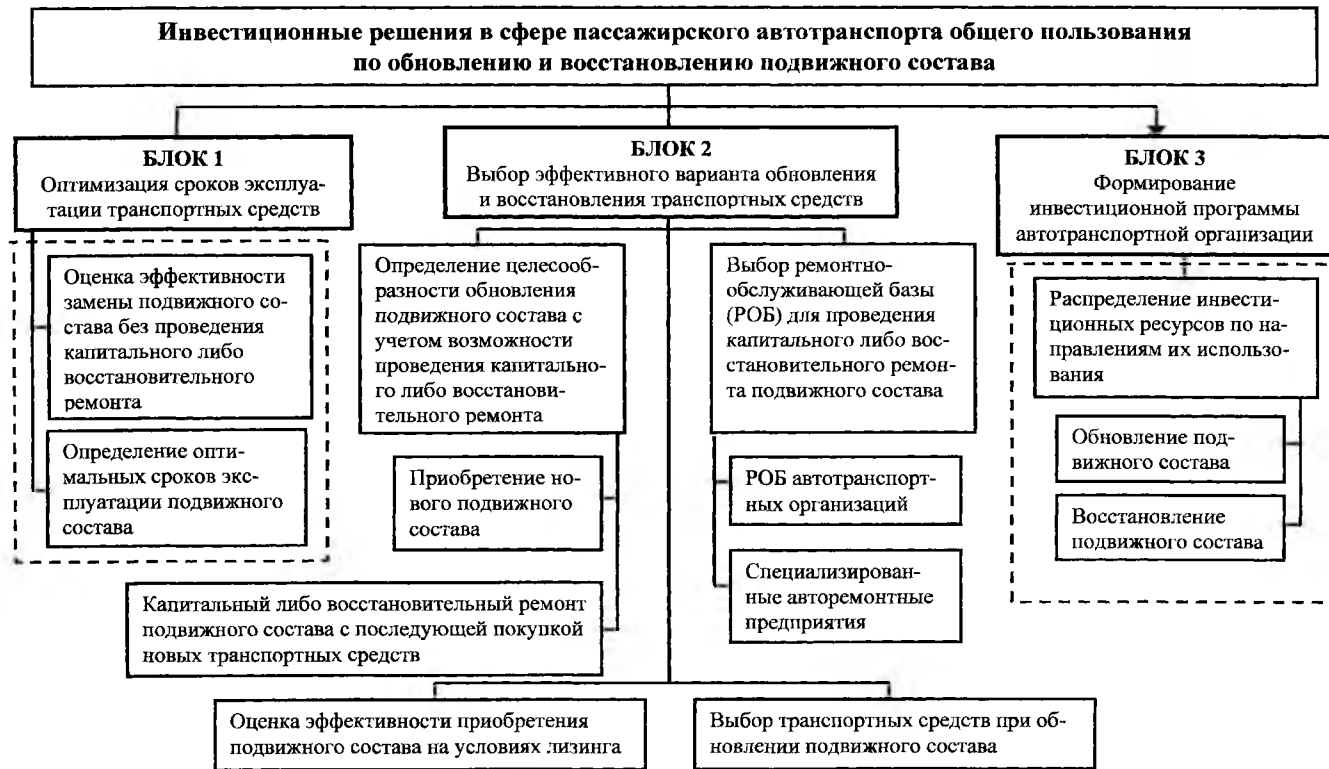 Инвестиционные решения в сфере пассажирского автотранспорта общего пользования
по обновлению и восстановлению подвижного состава
БЛОК 1
Оптимизация сроков эксплуа-
тации транспортных средств
Оценка эффективности
замены подвижного со-
става без проведения
капитального либо
восстановительного
ремонта
Определение опти-
мальных сроков экс-
плуатации подвижного
состава
БЛОК 2
Выбор эффективного варианта обновления
и восстановления транспортных средств
Определение целесооб-
разности обновления
подвижного состава с
учетом возможности
проведения капитально-
го либо восстанови-
тельного ремонта
Приобретение но-
вого подвижного
состава
Капитальный либо восстановительный ремонт
подвижного состава с последующей покупкой
новых транспортных средств
Выбор ремонтно-
обслуживающей базы
(РОБ) для проведения
капитального либо вос-
становительного ремон-
та подвижного состава
РОБ автотранспорт-
ных организаций
Специализирован-
ные авторемонтные
предприятия
Оценка эффективности приобретения
подвижного состава на условиях лизинга
Выбор транспортных средств при об-
новлении подвижного состава
БЛОК 3
Формирование
инвестиционной программы
автотранспортной организации
Распределение инвести-
ционных ресурсов по на-
правлениям их использо-
вания
Обновление под-
вижного состава
Восстановление
подвижного состава